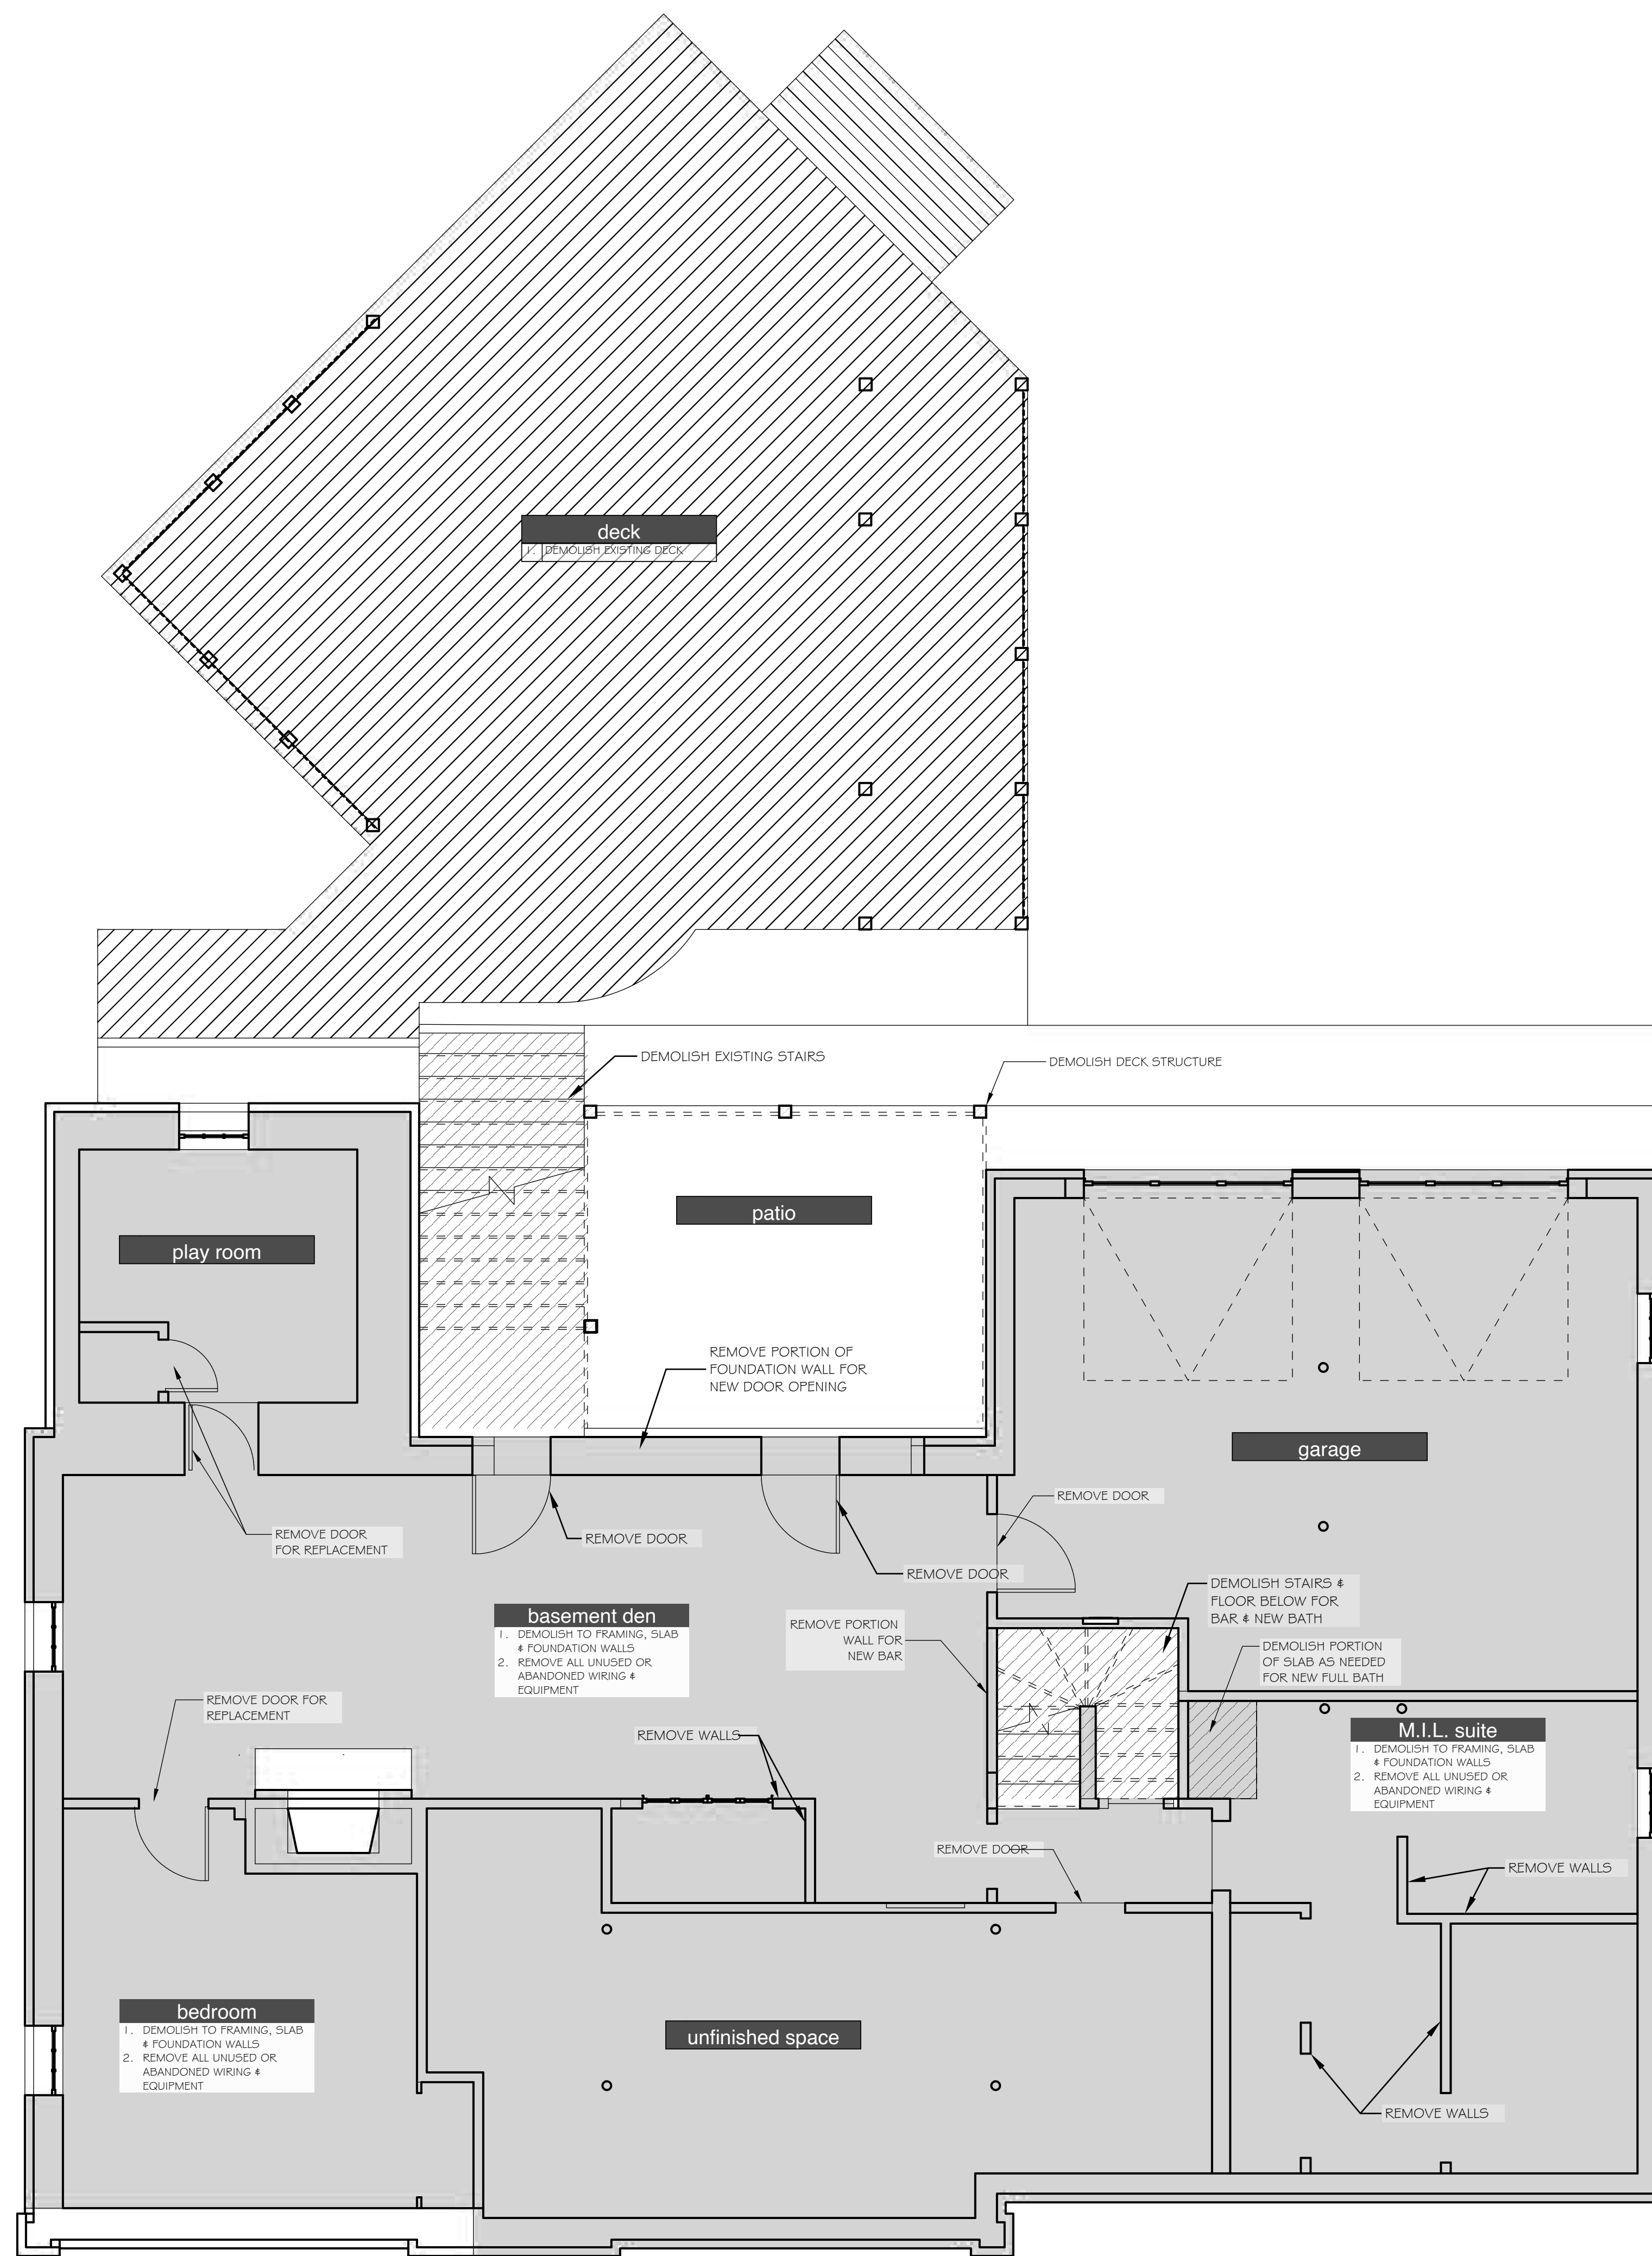 deck
1. DEMOLISH EXISTING DECK
DEMOLISH EXISTING STAIRS
DEMOLISH DECK STRUCTURE
patio
play room
REMOVE PORTION OF
FOUNDATION WALL FOR
NEW DOOR OPENING
garage
REMOVE DOOR
REMOVE DOOR
FOR REPLACEMENT
REMOVE DOOR
REMOVE DOOR
DEMOLISH STAIRS &
FLOOR BELOW FOR
BAR & NEW BATH
basement den
1. DEMOLISH TO FRAMING, SLAB
& FOUNDATION WALLS
2. REMOVE ALL UNUSED OR
ABANDONED WIRING &
EQUIPMENT
REMOVE PORTION
WALL FOR
NEW BAR
DEMOLISH PORTION
OF SLAB AS NEEDED
FOR NEW FULL BATH
REMOVE DOOR FOR
REPLACEMENT
REMOVE WALLS
M.I.L. suite
1. DEMOLISH TO FRAMING, SLAB
& FOUNDATION WALLS
2. REMOVE ALL UNUSED OR
ABANDONED WIRING &
EQUIPMENT
REMOVE DOOR
REMOVE WALLS
bedroom
1. DEMOLISH TO FRAMING, SLAB
& FOUNDATION WALLS
2. REMOVE ALL UNUSED OR
ABANDONED WIRING &
EQUIPMENT
unfinished space
REMOVE WALLS